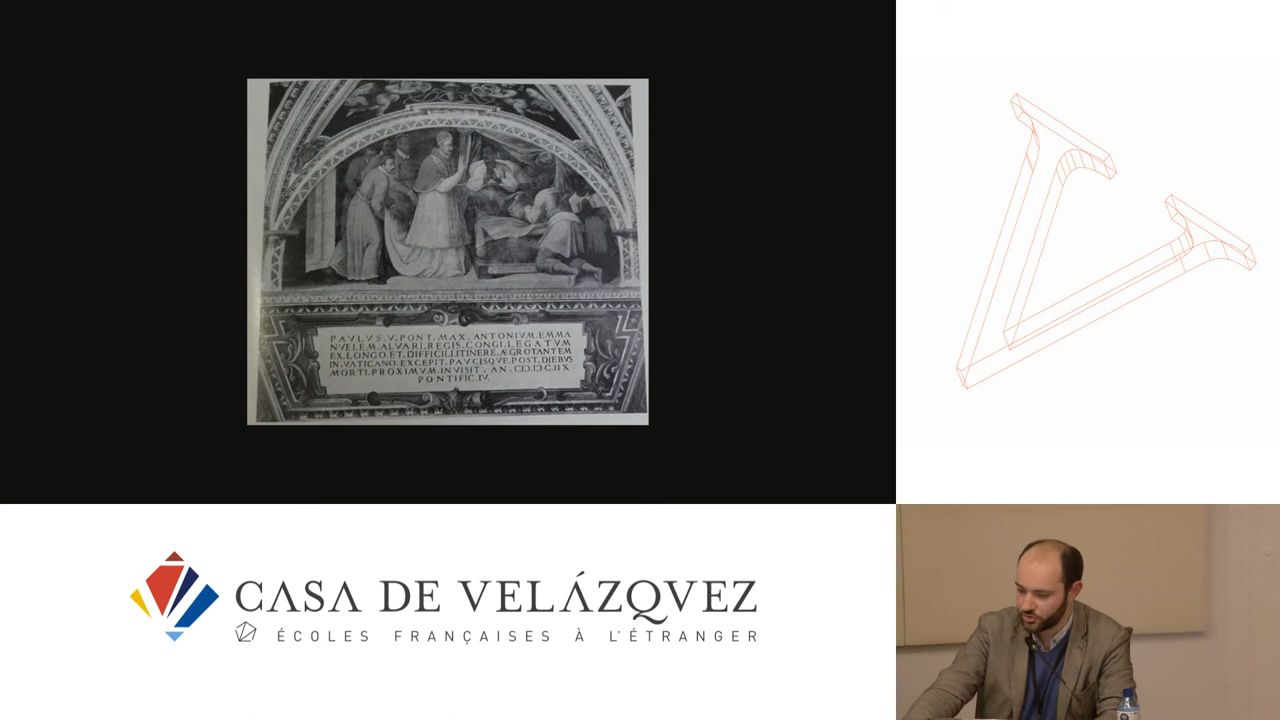 PAVLVS.V.PONT.MAX.ANTONIVM.EMMA
NVELEM.ALVARI.REGIS.CONGI.LEGATVM
EX.LONGO.ET.DIFFICILI.ITINERE.ÆGROTANTEM
IN.VATICANO.EXCEPIT.PAVCISQVE.POST.DIEBVS
MORTI.PROXIMVM.INVISIT.AN.CIƆ.IƆC.IIX
PONTIFIC.IV.
CASA DE VELÁZQVEZ
ÉCOLES FRANÇAISES À L'ÉTRANGER